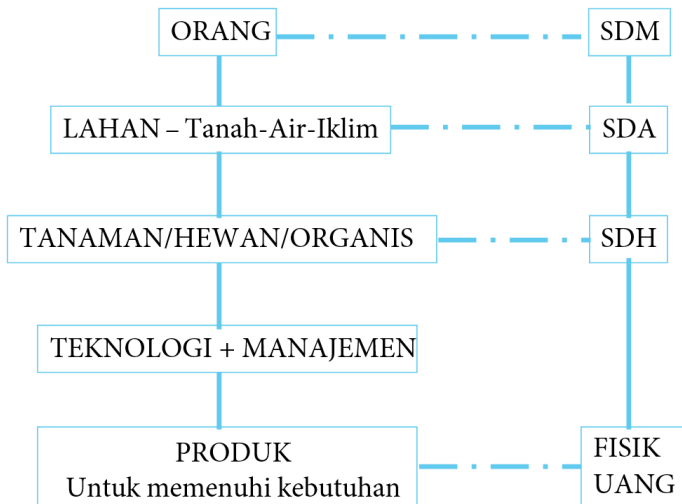 ORANG
SDM
LAHAN – Tanah-Air-Iklim
SDA
TANAMAN/HEWAN/ORGANIS
SDH
TEKNOLOGI + MANAJEMEN
PRODUK
Untuk memenuhi kebutuhan
FISIK
UANG